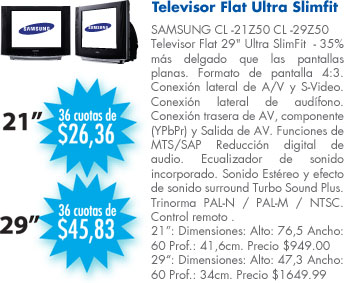 Televisor Flat Ultra Slimfit
SAMSUNG
SAMSUNG
SAMSUNG CL -21Z50 CL -29Z50
Televisor Flat 29" Ultra SlimFit - 35%
más delgado que las pantallas
planas. Formato de pantalla 4:3.
Conexión lateral de A/V y S-Video.
Conexión lateral de audífono.
Conexión trasera de AV, componente
(YPbPr) y Salida de AV. Funciones de
MTS/SAP Reducción digital de
audio. Ecualizador de sonido
incorporado. Sonido Estéreo y efecto
de sonido surround Turbo Sound Plus.
Trinorma PAL-N / PAL-M / NTSC.
Control remoto .
21”: Dimensiones: Alto: 76,5 Ancho:
60 Prof.: 41,6cm. Precio $949.00
29“: Dimensiones: Alto: 47,3 Ancho:
60 Prof.: 34cm. Precio $1649.99
21”
36 cuotas de
$26,36
29”
36 cuotas de
$45,83